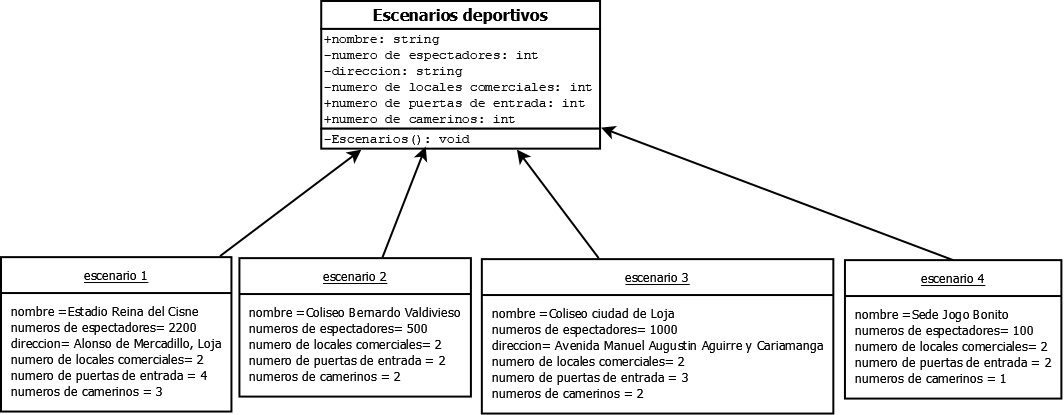 Escenarios deportivos
+nombre: string
-numero de espectadores: int
-direccion: string
-numero de locales comerciales: int
+numero de puertas de entrada: int
+numero de camerinos: int
-Escenarios(): void
escenario 1
nombre =Estadio Reina del Cisne
numeros de espectadores= 2200
direccion= Alonso de Mercadillo, Loja
numero de locales comerciales= 2
numero de puertas de entrada = 4
numeros de camerinos = 3
escenario 2
nombre =Coliseo Bernardo Valdivieso
numeros de espectadores= 500
numero de locales comerciales= 2
numero de puertas de entrada = 2
numeros de camerinos = 2
escenario 3
nombre =Coliseo ciudad de Loja
numeros de espectadores= 1000
direccion= Avenida Manuel Augustin Aguirre y Cariamanga
numero de locales comerciales= 2
numero de puertas de entrada = 3
numeros de camerinos = 2
escenario 4
nombre =Sede Jogo Bonito
numeros de espectadores= 100
numero de locales comerciales= 2
numero de puertas de entrada = 2
numeros de camerinos = 1